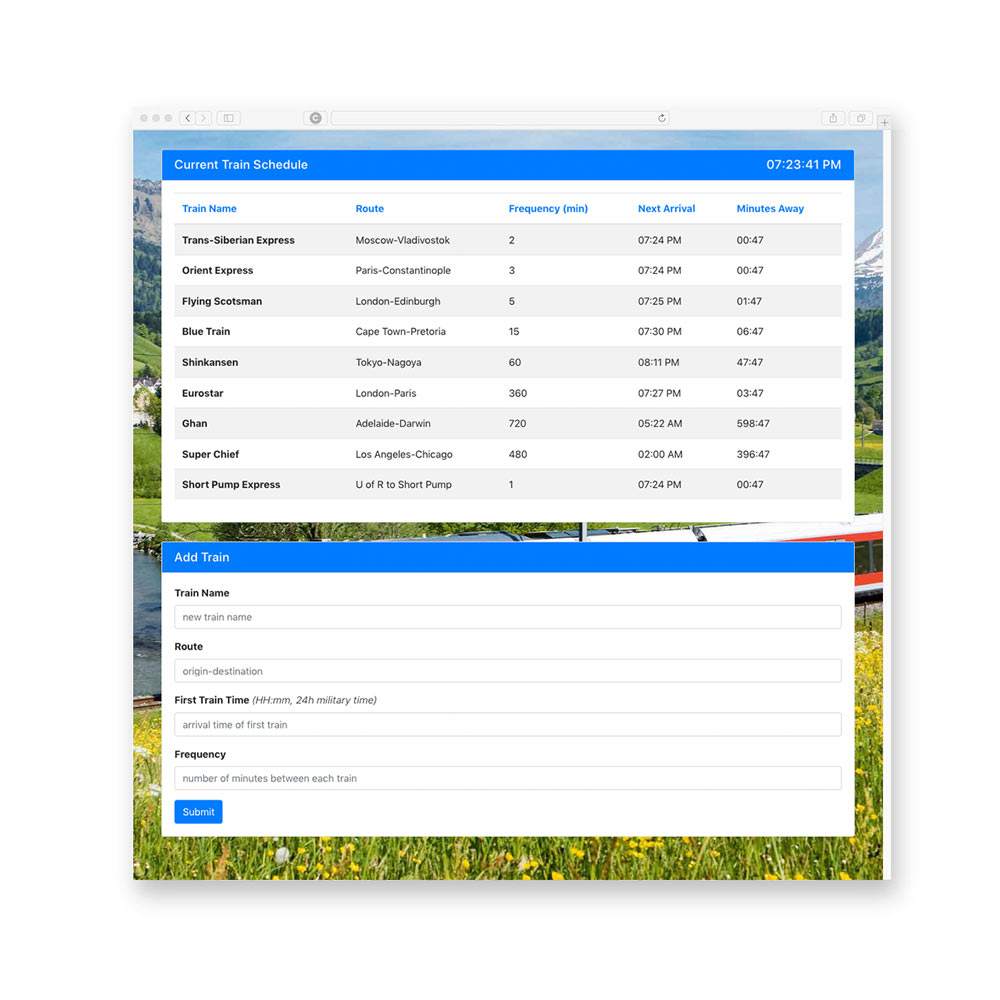 Current Train Schedule 07:23:41 PM
Train Name Route Frequency (min) Next Arrival Minutes Away
Trans-Siberian Express Moscow-Vladivostok 2 07:24 PM 00:47
Orient Express Paris-Constantinople 3 07:24 PM 00:47
Flying Scotsman London-Edinburgh 5 07:25 PM 01:47
Blue Train Cape Town-Pretoria 15 07:30 PM 06:47
Shinkansen Tokyo-Nagoya 60 08:11 PM 47:47
Eurostar London-Paris 360 07:27 PM 03:47
Ghan Adelaide-Darwin 720 05:22 AM 598:47
Super Chief Los Angeles-Chicago 480 02:00 AM 396:47
Short Pump Express U of R to Short Pump 1 07:24 PM 00:47
Add Train
Train Name
new train name
Route
origin-destination
First Train Time (HH:mm, 24h military time)
arrival time of first train
Frequency
number of minutes between each train
Submit